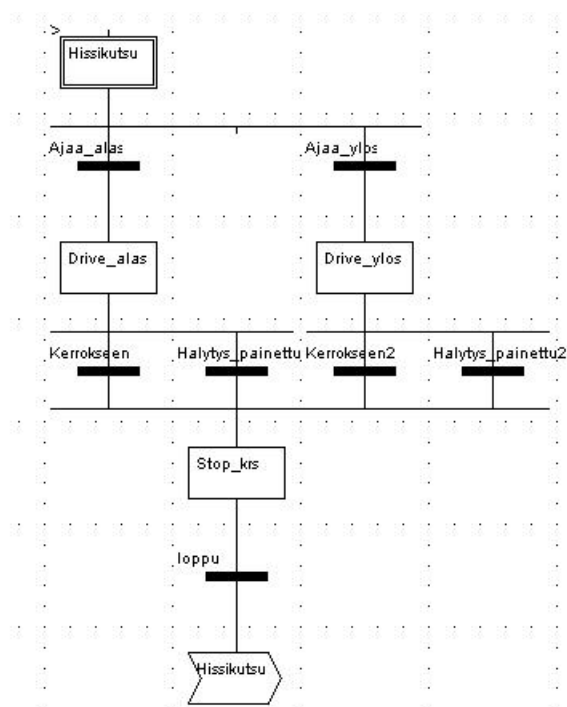 Hissikutsu
Ajaa_alas
Ajaa_ylos
Drive_alas
Drive_ylos
Kerrokseen
Halytys_painettu
Kerrokseen2
Halytys_painettu2
Stop_krs
loppu
Hissikutsu